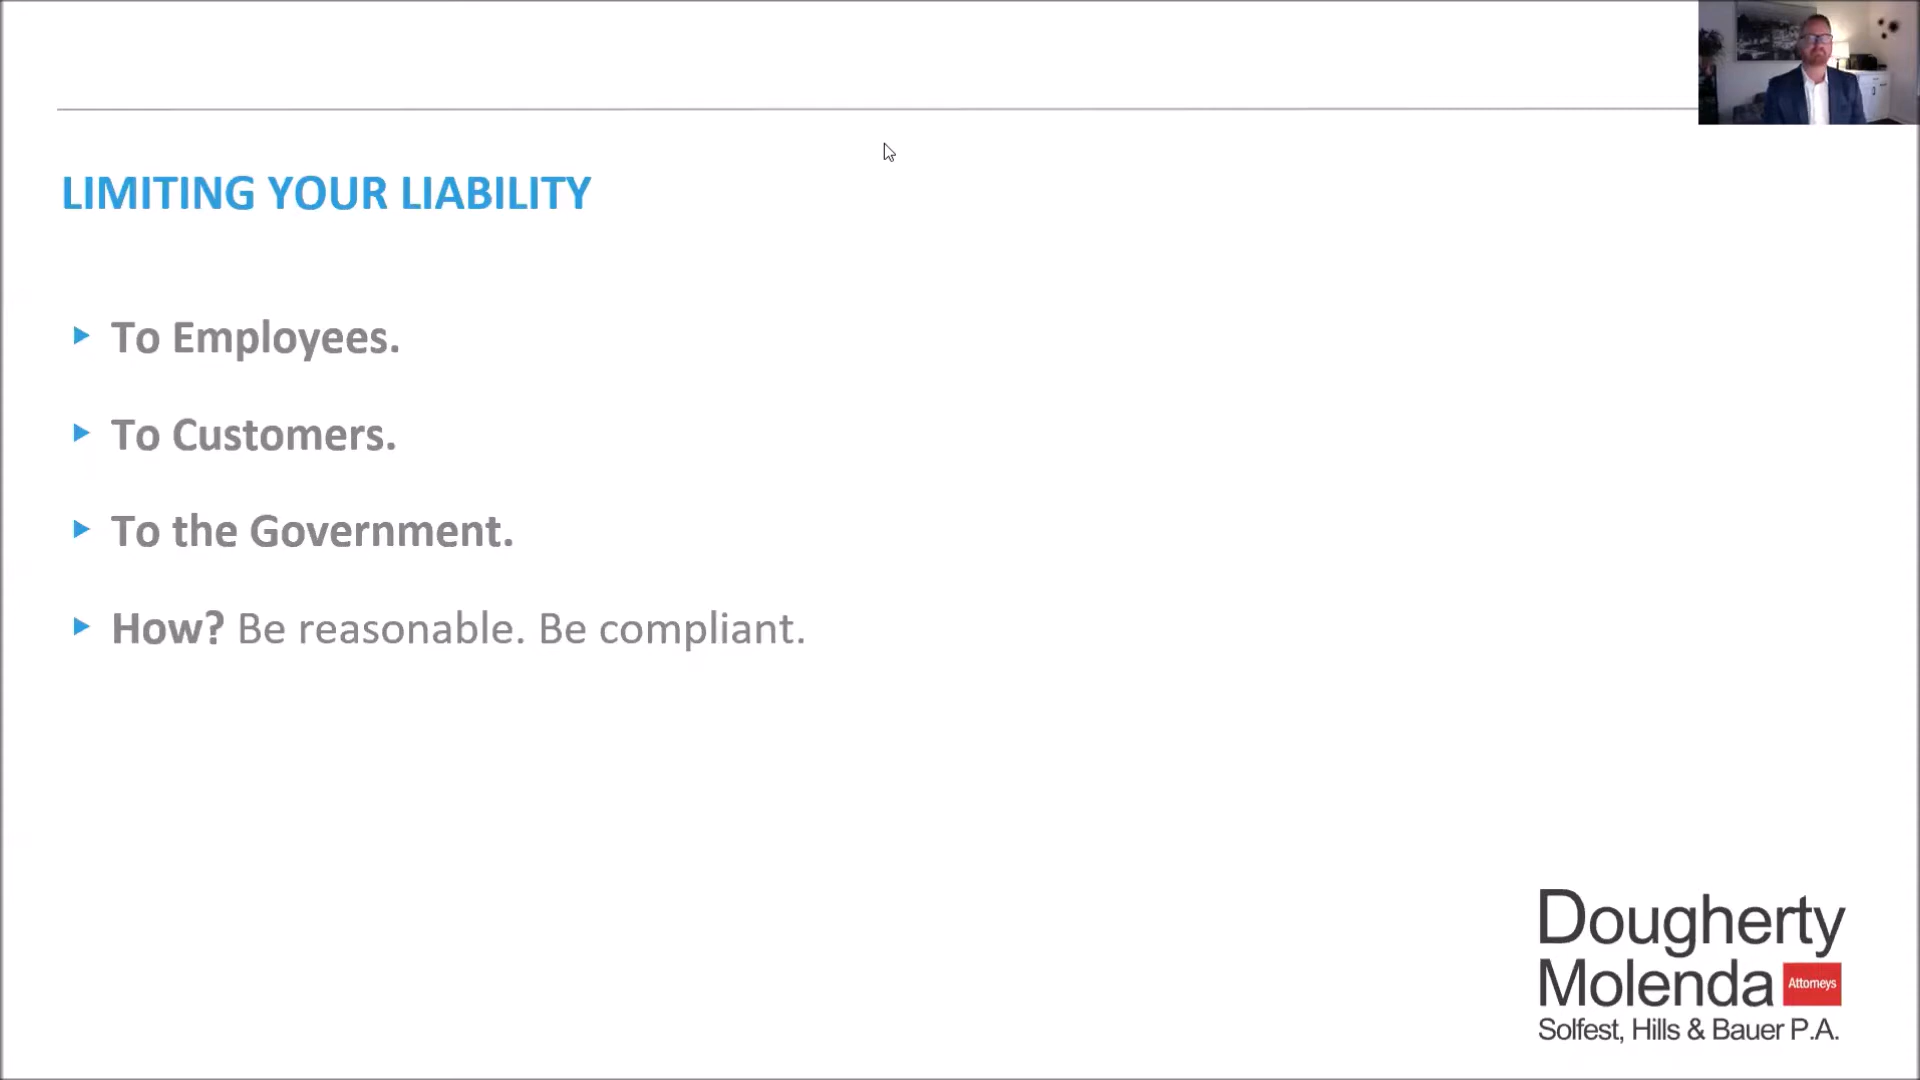 LIMITING YOUR LIABILITY
To Employees.
To Customers.
To the Government.
How? Be reasonable. Be compliant.
Dougherty
Molenda Attorneys
Solfest, Hills & Bauer P.A.